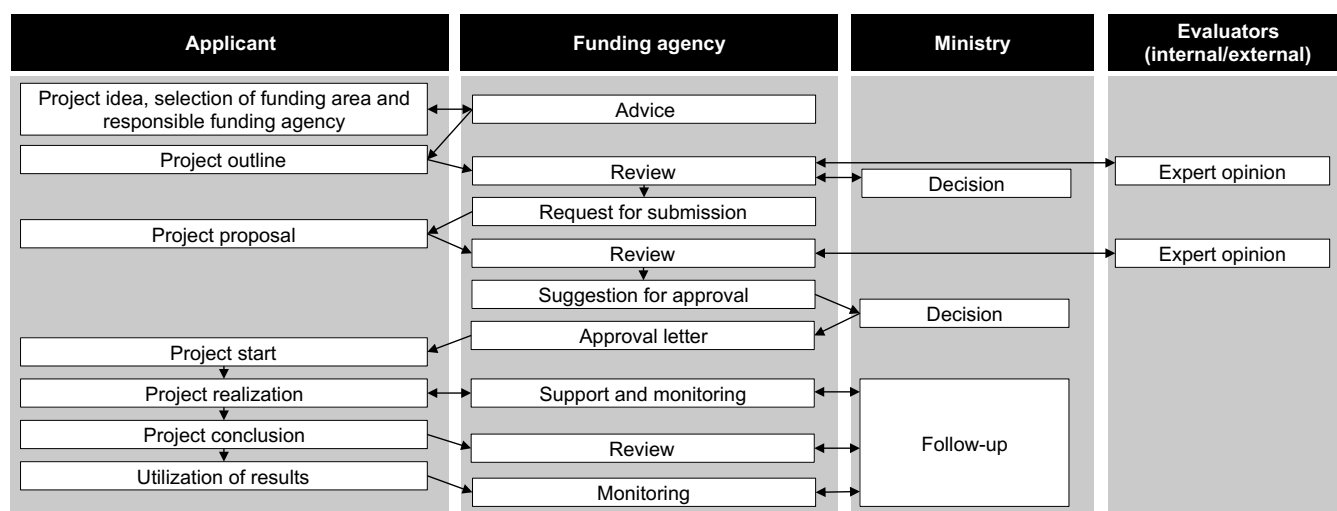 Applicant
Funding agency
Ministry
Evaluators
(internal/external)
Project idea, selection of funding area and
responsible funding agency
Advice
Project outline
Review
Expert opinion
Decision
Request for submission
Project proposal
Review
Expert opinion
Suggestion for approval
Decision
Approval letter
Project start
Project realization
Support and monitoring
Project conclusion
Review
Follow-up
Utilization of results
Monitoring